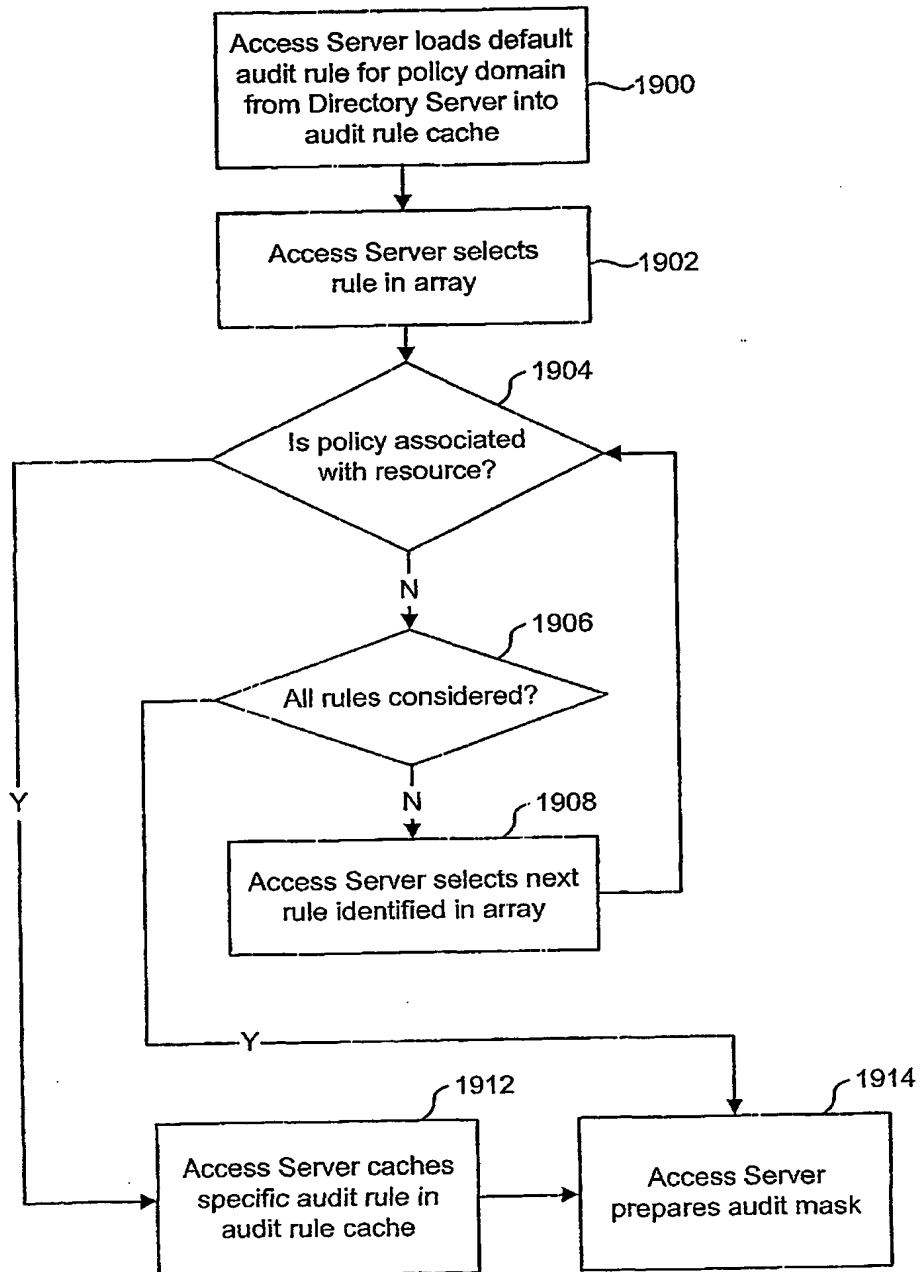 Access Server loads default
audit rule for policy domain
from Directory Server into
audit rule cache
1900
Access Server selects
rule in array
1902
1904
Is policy associated
with resource?
N
1906
All rules considered?
Y
N
1908
Access Server selects next
rule identified in array
Y
1912
1914
Access Server caches
specific audit rule in
audit rule cache
Access Server
prepares audit mask